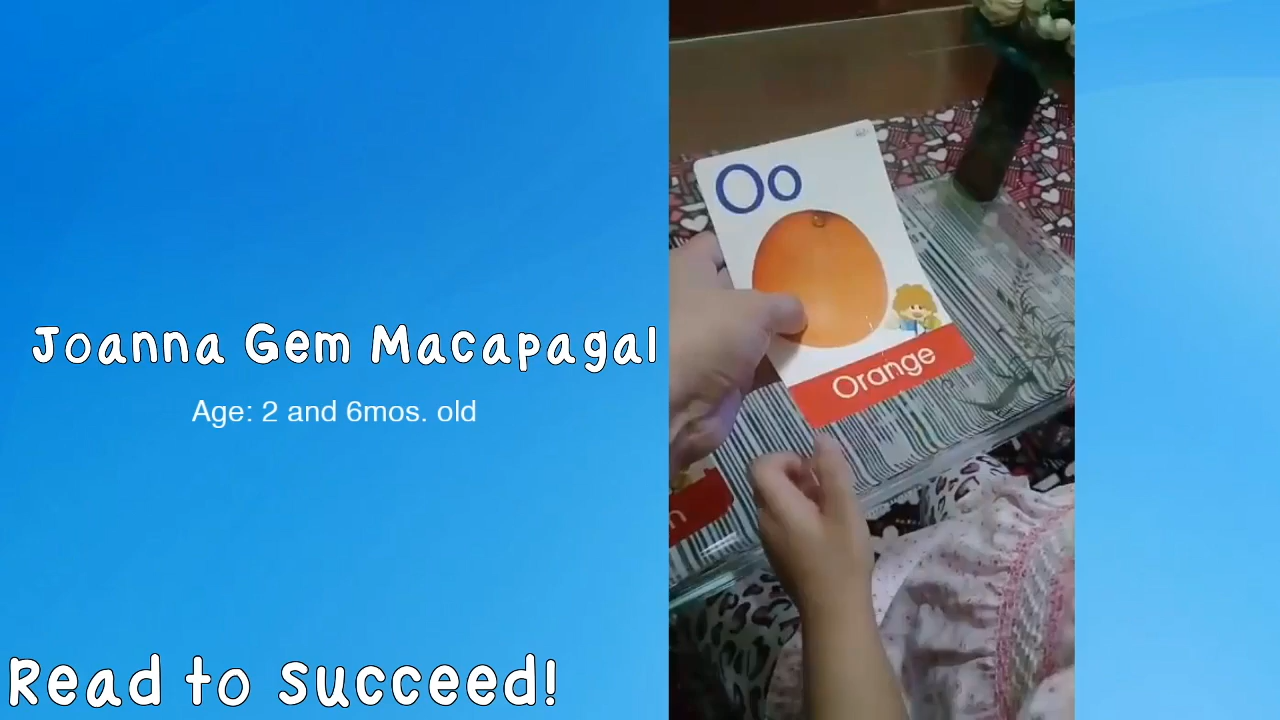 Oo
Orange
n
Joanna Gem Macapagal
Age: 2 and 6mos. old
Read to succeed!